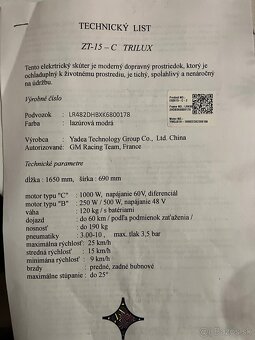 TECHNICKÝ LIST
ZT-15 – C TRILUX
Tento elekrtrický skúter je moderný dopravný prostriedok, ktorý je
ochladuplný k životnému prostrediu, je tichý, spolahlivý a nenáročný
na údržbu.
Výrobné číslo
Podvozok : LR482DHBXK6800178
Farba : lazúrová modrá
Výrobca : Yadea Technology Group Co., Ltd. China
Autorizované: GM Racing Team, France
Technické parametre
dĺžka : 1650 mm, šírka : 690 mm
motor typu "C" : 1000 W, napájanie 60V, diferenciál
motor typu "B" : 250 W / 500 W, napájanie 48 V
váha : 120 kg / s batériami
dojazd : do 60 km / podľa podmienok zaťaženia /
nosnosť : do 190 kg
pneumatiky : 3.00-10 , max. tlak 3,5 bar
maximálna rýchlosť : 25 km/h
stredná rýchlosť : 15 km/h
minimálna rýchlosť : 9 km/h
brzdy : predné, zadné bubnové
maximálne stúpanie : do 25°